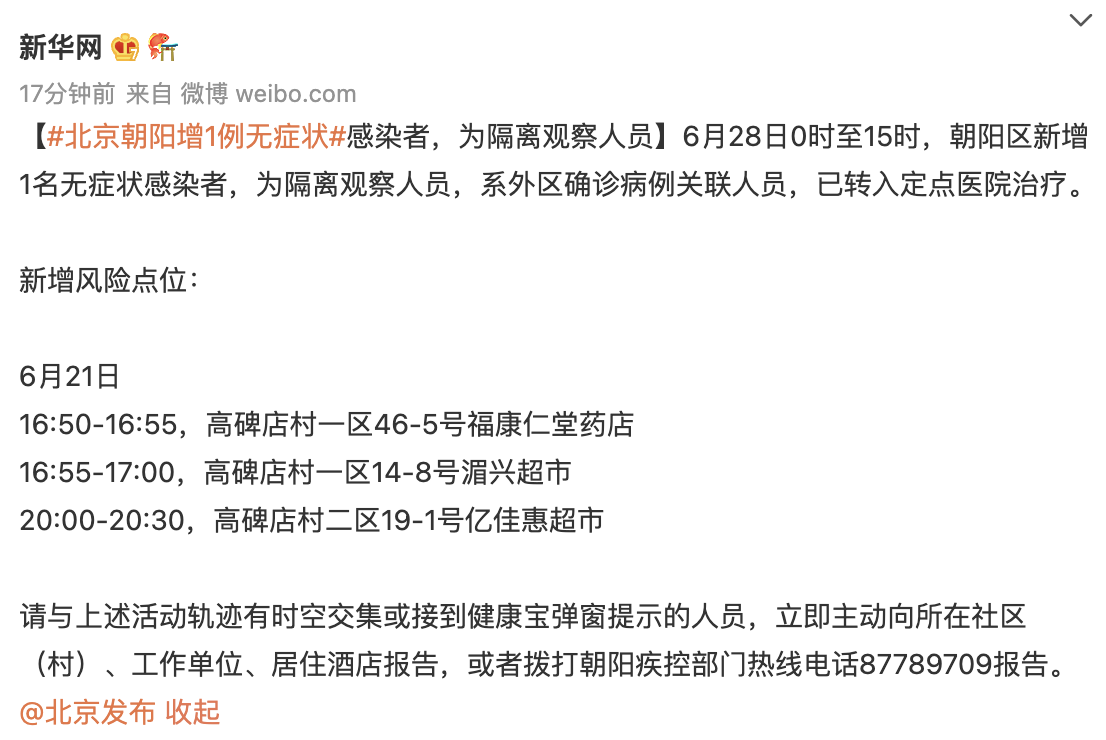 新华网
17分钟前 来自 微博 weibo.com
【#北京朝阳增1例无症状#感染者，为隔离观察人员】6月28日0时至15时，朝阳区新增
1名无症状感染者，为隔离观察人员，系外区确诊病例关联人员，已转入定点医院治疗。
新增风险点位：
6月21日
16:50-16:55，高碑店村一区46-5号福康仁堂药店
16:55-17:00，高碑店村一区14-8号湄兴超市
20:00-20:30，高碑店村二区19-1号亿佳惠超市
请与上述活动轨迹有时空交集或接到健康宝弹窗提示的人员，立即主动向所在社区
（村）、工作单位、居住酒店报告，或者拨打朝阳疾控部门热线电话87789709报告。
@北京发布 收起